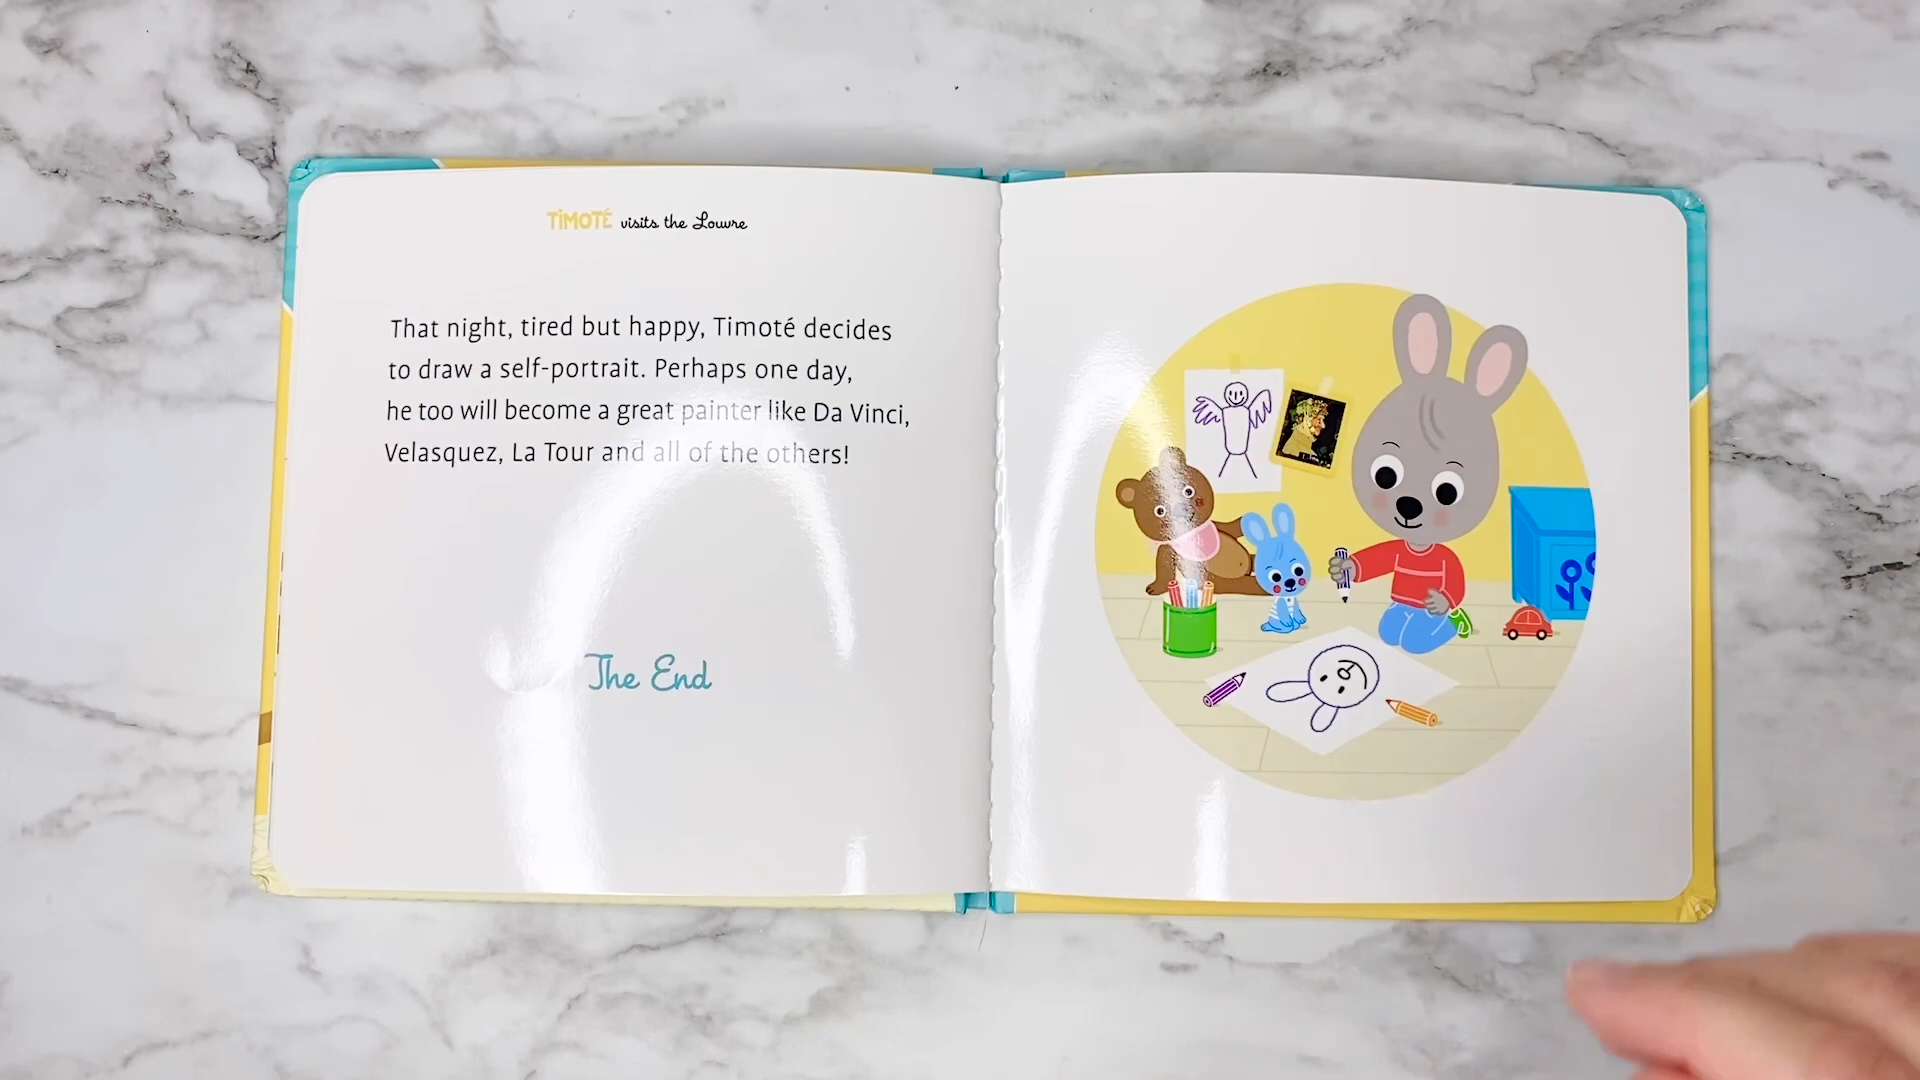 TiMOTÉ visits the Louvre
That night, tired but happy, Timoté decides
to draw a self-portrait. Perhaps one day,
he too will become a great painter like Da Vinci,
Velasquez, La Tour and all of the others!
The End